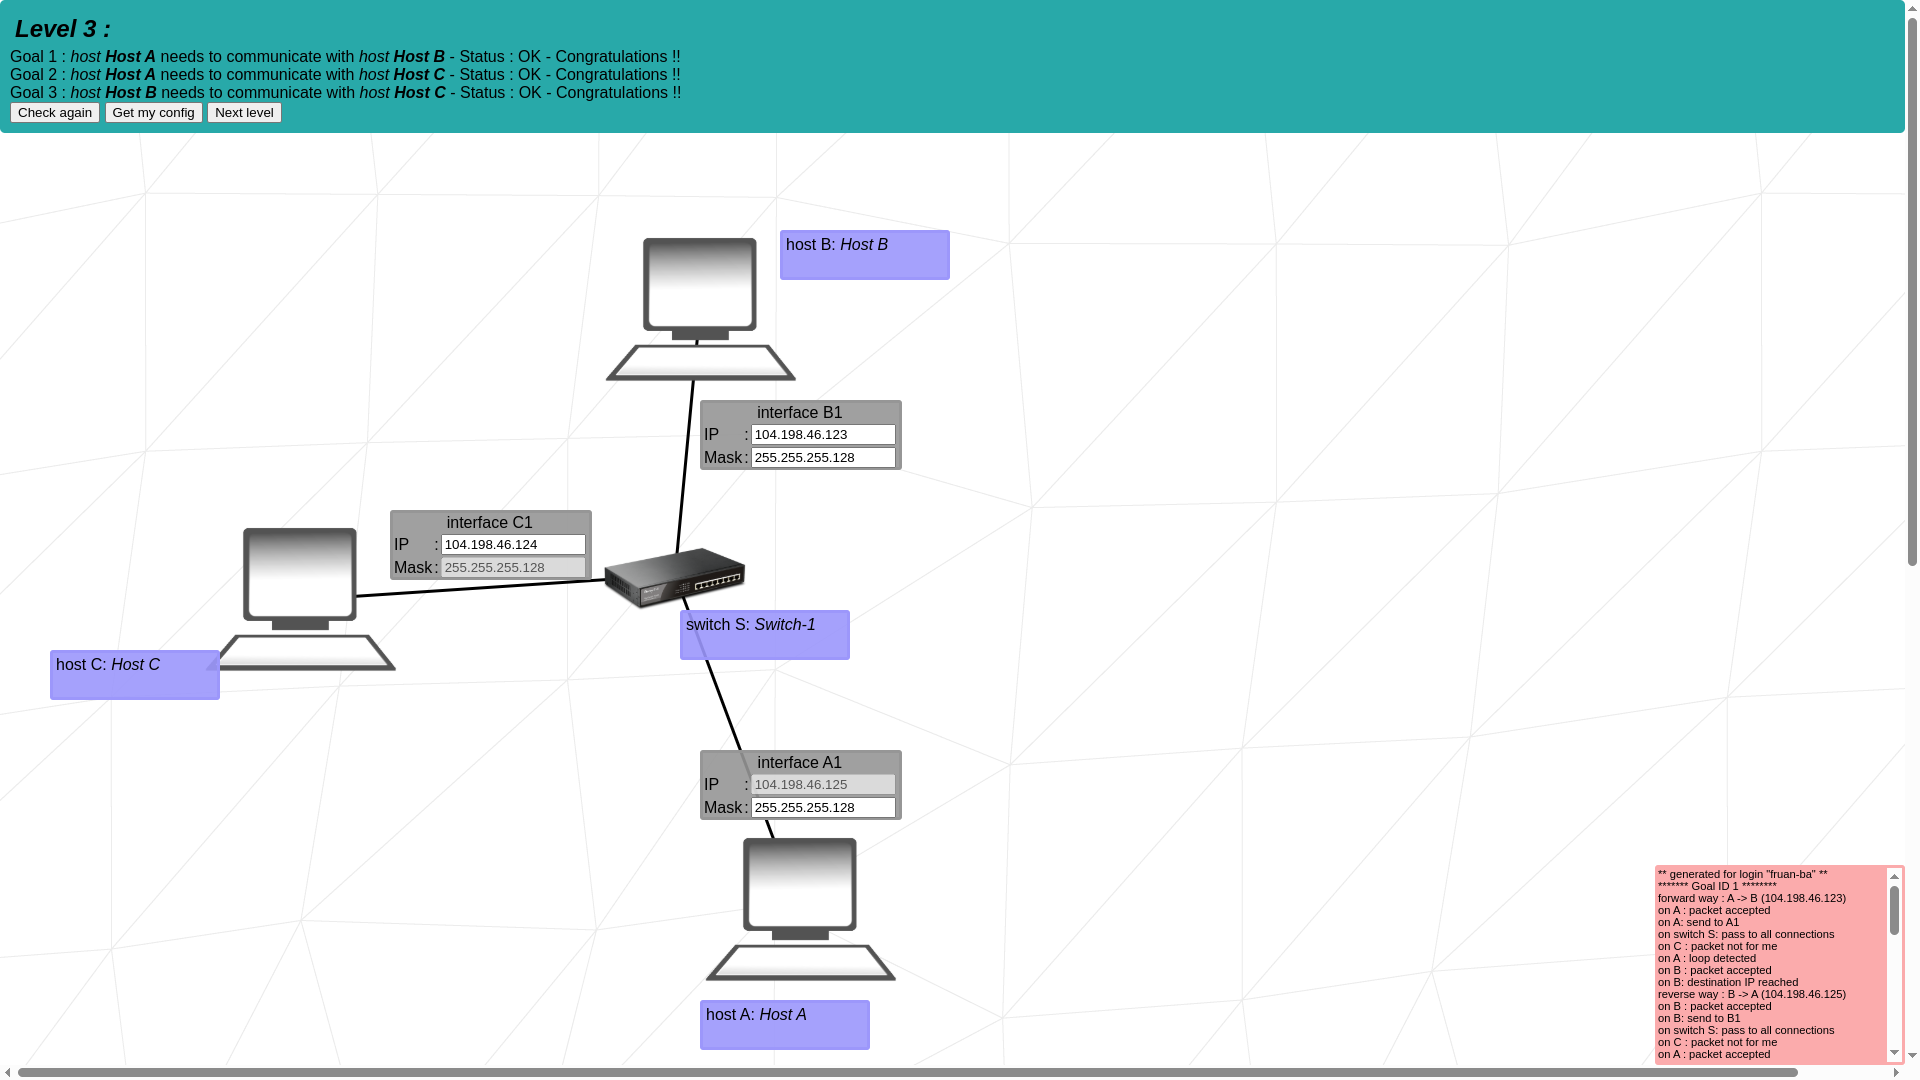 Level 3 :
Goal 1 : host Host A needs to communicate with host Host B - Status : OK - Congratulations !!
Goal 2 : host Host A needs to communicate with host Host C - Status : OK - Congratulations !!
Goal 3 : host Host B needs to communicate with host Host C - Status : OK - Congratulations !!
Check again Get my config Next level
host B: Host B
interface B1
IP : 104.198.46.123
Mask : 255.255.255.128
interface C1
IP : 104.198.46.124
Mask : 255.255.255.128
switch S: Switch-1
host C: Host C
interface A1
IP : 104.198.46.125
Mask : 255.255.255.128
host A: Host A
** generated for login "fruan-ba" **
******* Goal ID 1 ********
forward way : A -> B (104.198.46.123)
on A : packet accepted
on A: send to A1
on switch S: pass to all connections
on C : packet not for me
on A : loop detected
on B : packet accepted
on B: destination IP reached
reverse way : B -> A (104.198.46.125)
on B : packet accepted
on B: send to B1
on switch S: pass to all connections
on C : packet not for me
on A : packet accepted